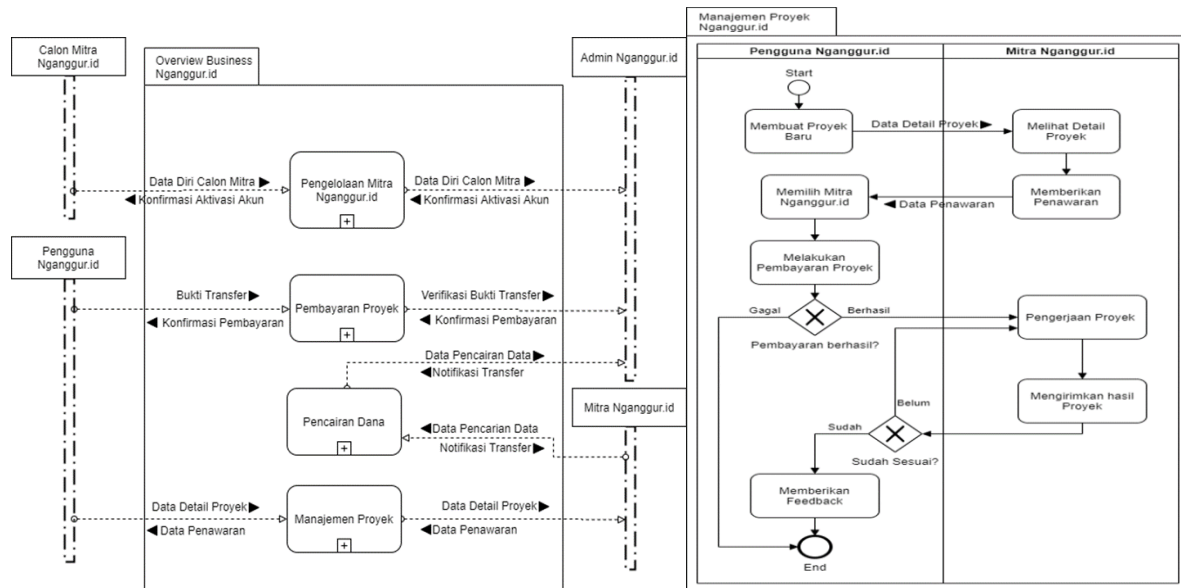 Calon Mitra
Nganggur.id
Overview Business
Nganggur.id
Admin Nganggur.id
Data Diri Calon Mitra
Konfirmasi Aktivasi Akun
Pengelolaan Mitra
Nganggur.id
Data Diri Calon Mitra
Konfirmasi Aktivasi Akun
Pengguna
Nganggur.id
Bukti Transfer
Konfirmasi Pembayaran
Pembayaran Proyek
Verifikasi Bukti Transfer
Konfirmasi Pembayaran
Data Pencairan Data
Notifikasi Transfer
Mitra Nganggur.id
Pencairan Dana
Data Pencarian Data
Notifikasi Transfer
Data Detail Proyek
Data Penawaran
Manajemen Proyek
Data Detail Proyek
Data Penawaran
Manajemen Proyek
Nganggur.id
Pengguna Nganggur.id
Mitra Nganggur.id
Start
Membuat Proyek
Baru
Data Detail Proyek
Melihat Detail
Proyek
Memilih Mitra
Nganggur.id
Data Penawaran
Memberikan
Penawaran
Melakukan
Pembayaran Proyek
Gagal
Berhasil
Pembayaran berhasil?
Pengerjaan Proyek
Mengirimkan hasil
Proyek
Belum
Sudah
Sudah Sesuai?
Memberikan
Feedback
End